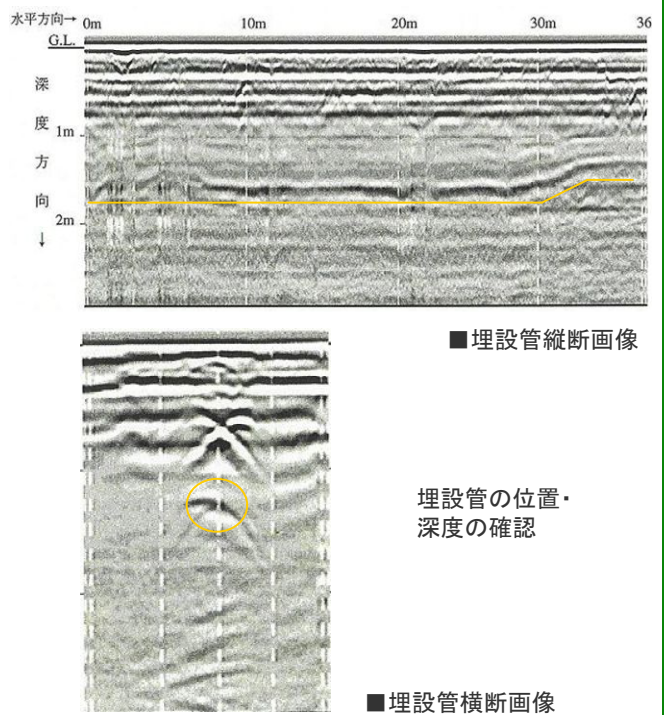 水平方向→ 0m 10m 20m 30m 36
G.L.
深度方向↓
1m
2m
■埋設管縦断画像
埋設管の位置・
深度の確認
■埋設管横断画像